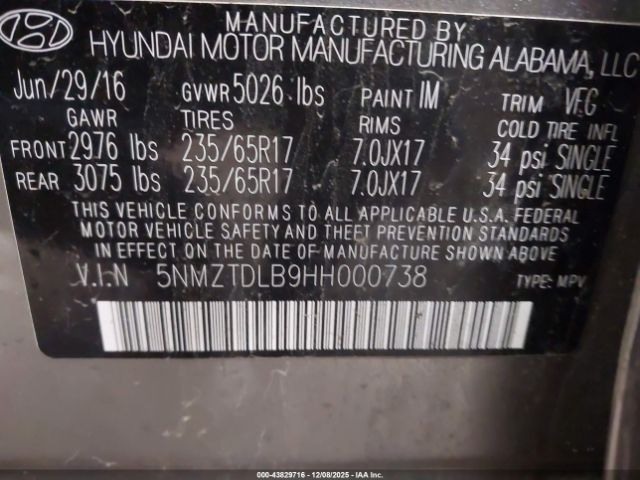 MANUFACTURED BY
HYUNDAI MOTOR MANUFACTURING ALABAMA, LLC
Jun/29/16 GVWR 5026 lbs PAINT IM TRIM VFG
GAWR TIRES RIMS COLD TIRE INFL
FRONT 2976 lbs 235/65R17 7.0JX17 34 psi SINGLE
REAR 3075 lbs 235/65R17 7.0JX17 34 psi SINGLE
THIS VEHICLE CONFORMS TO ALL APPLICABLE U.S.A. FEDERAL
MOTOR VEHICLE SAFETY AND THEFT PREVENTION STANDARDS
IN EFFECT ON THE DATE OF MANUFACTURE SHOWN ABOVE.
V.I.N 5NMZTDLB9HH000738 TYPE: MPV
000-43829716 - 12/08/2025 - IAA Inc.